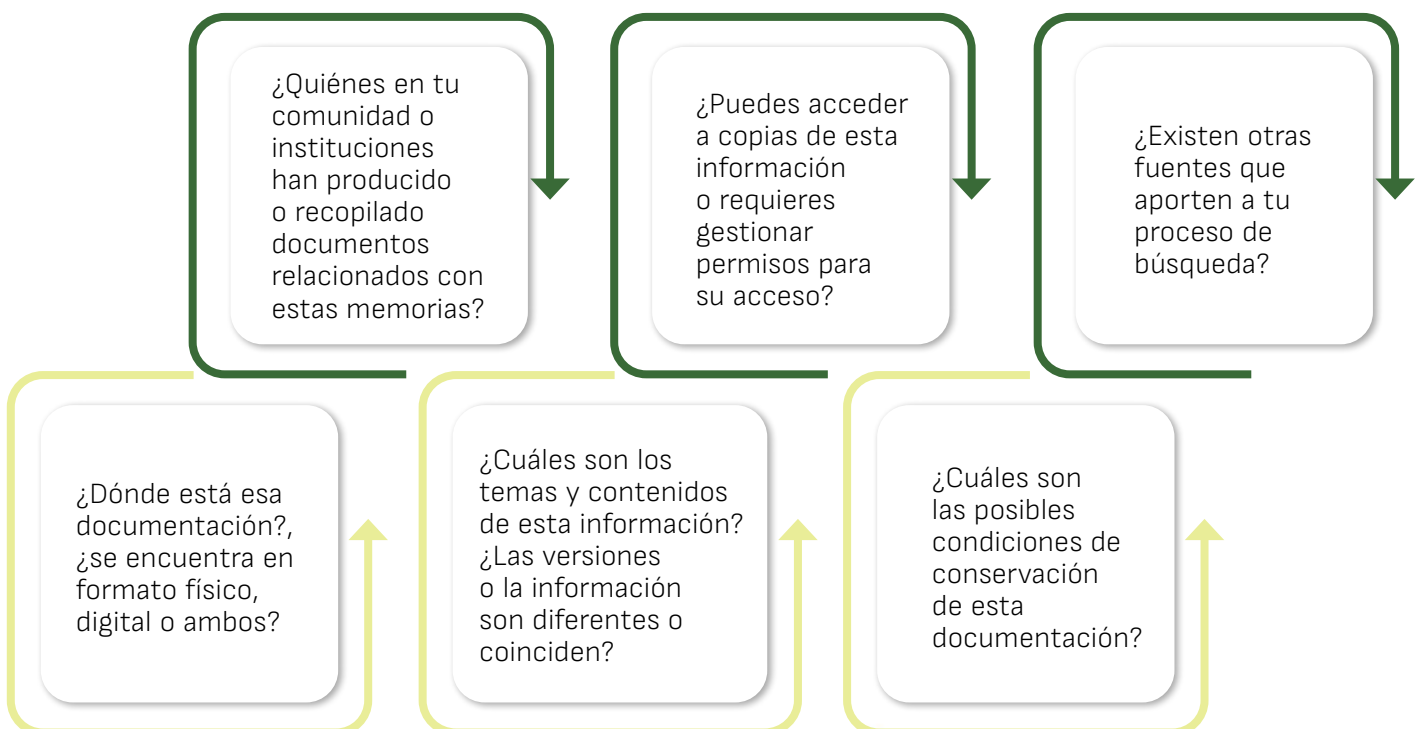 ¿Quiénes en tu
comunidad o
instituciones
han producido
o recopilado
documentos
relacionados con
estas memorias?
¿Puedes acceder
a copias de esta
información
o requieres
gestionar
permisos para
su acceso?
¿Existen otras
fuentes que
aporten a tu
proceso de
búsqueda?
¿Dónde está esa
documentación?,
¿se encuentra en
formato físico,
digital o ambos?
¿Cuáles son los
temas y contenidos
de esta información?
¿Las versiones
o la información
son diferentes o
coinciden?
¿Cuáles son
las posibles
condiciones de
conservación
de esta
documentación?